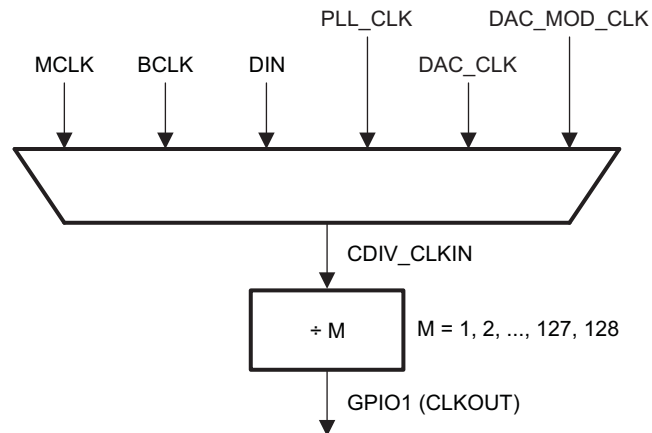 PLL_CLK DAC_MOD_CLK
MCLK BCLK DIN DAC_CLK
CDIV_CLKIN
÷ M M = 1, 2, ..., 127, 128
GPIO1 (CLKOUT)